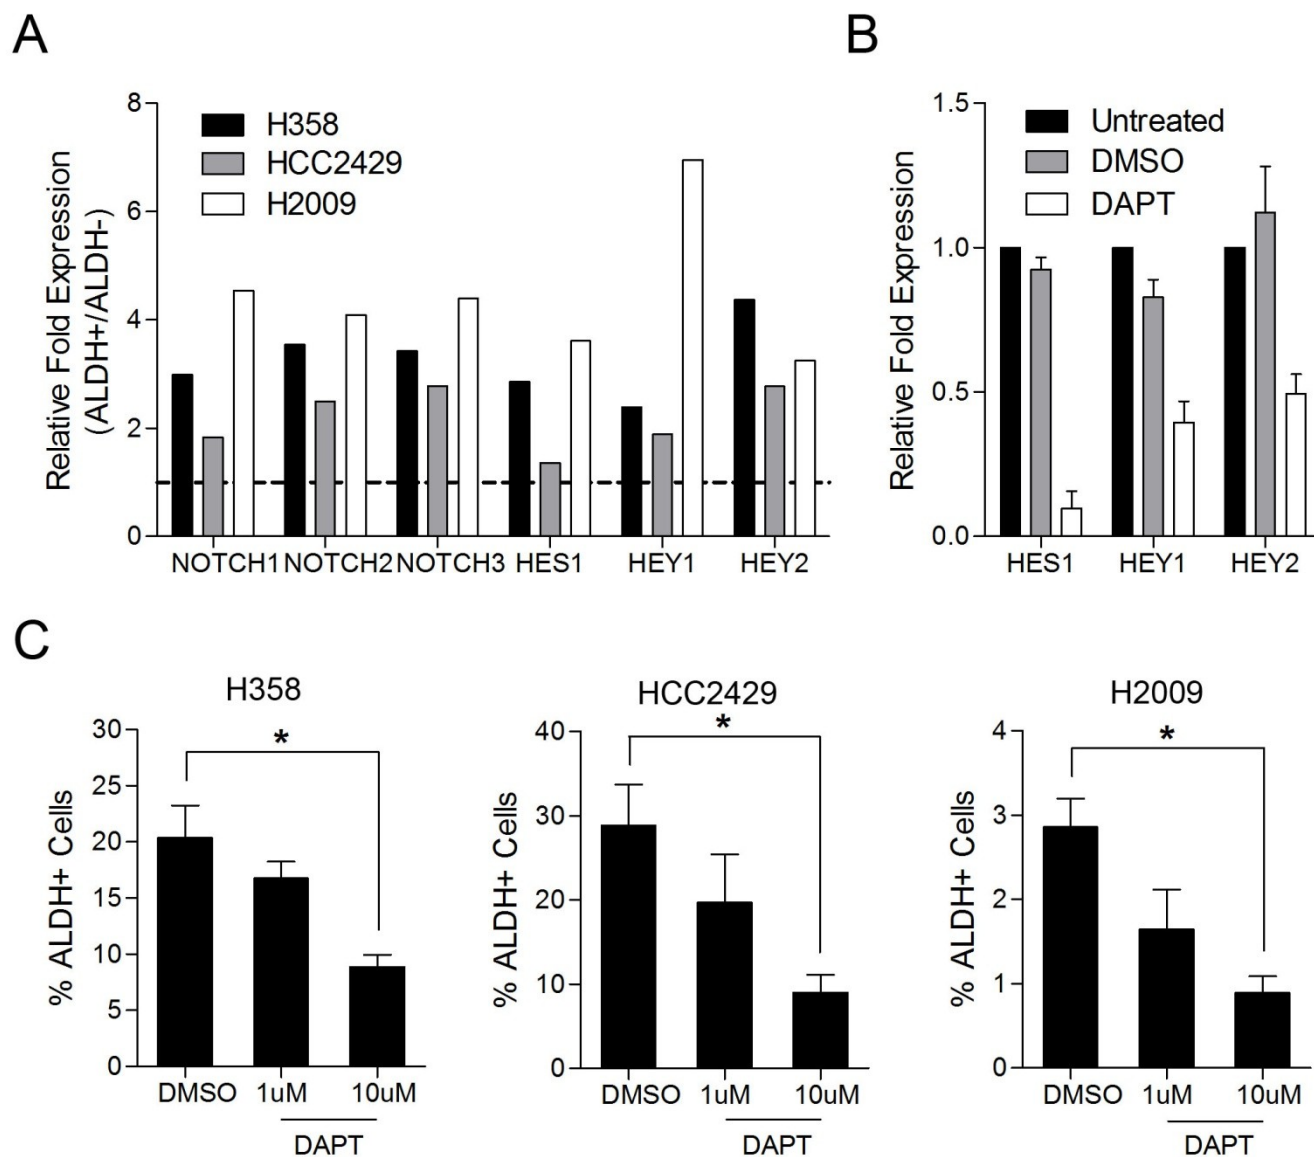 A
Relative Fold Expression
(ALDH+/ALDH-)
8
6
4
2
0
H358
HCC2429
H2009
NOTCH1 NOTCH2 NOTCH3 HES1 HEY1 HEY2
B
Relative Fold Expression
1.5
1.0
0.5
0.0
Untreated
DMSO
DAPT
HES1 HEY1 HEY2
C
H358
% ALDH+ Cells
30
25
20
15
10
5
0
*
DMSO 1uM 10uM
DAPT
HCC2429
% ALDH+ Cells
40
30
20
10
0
*
DMSO 1uM 10uM
DAPT
H2009
% ALDH+ Cells
4
3
2
1
0
*
DMSO 1uM 10uM
DAPT